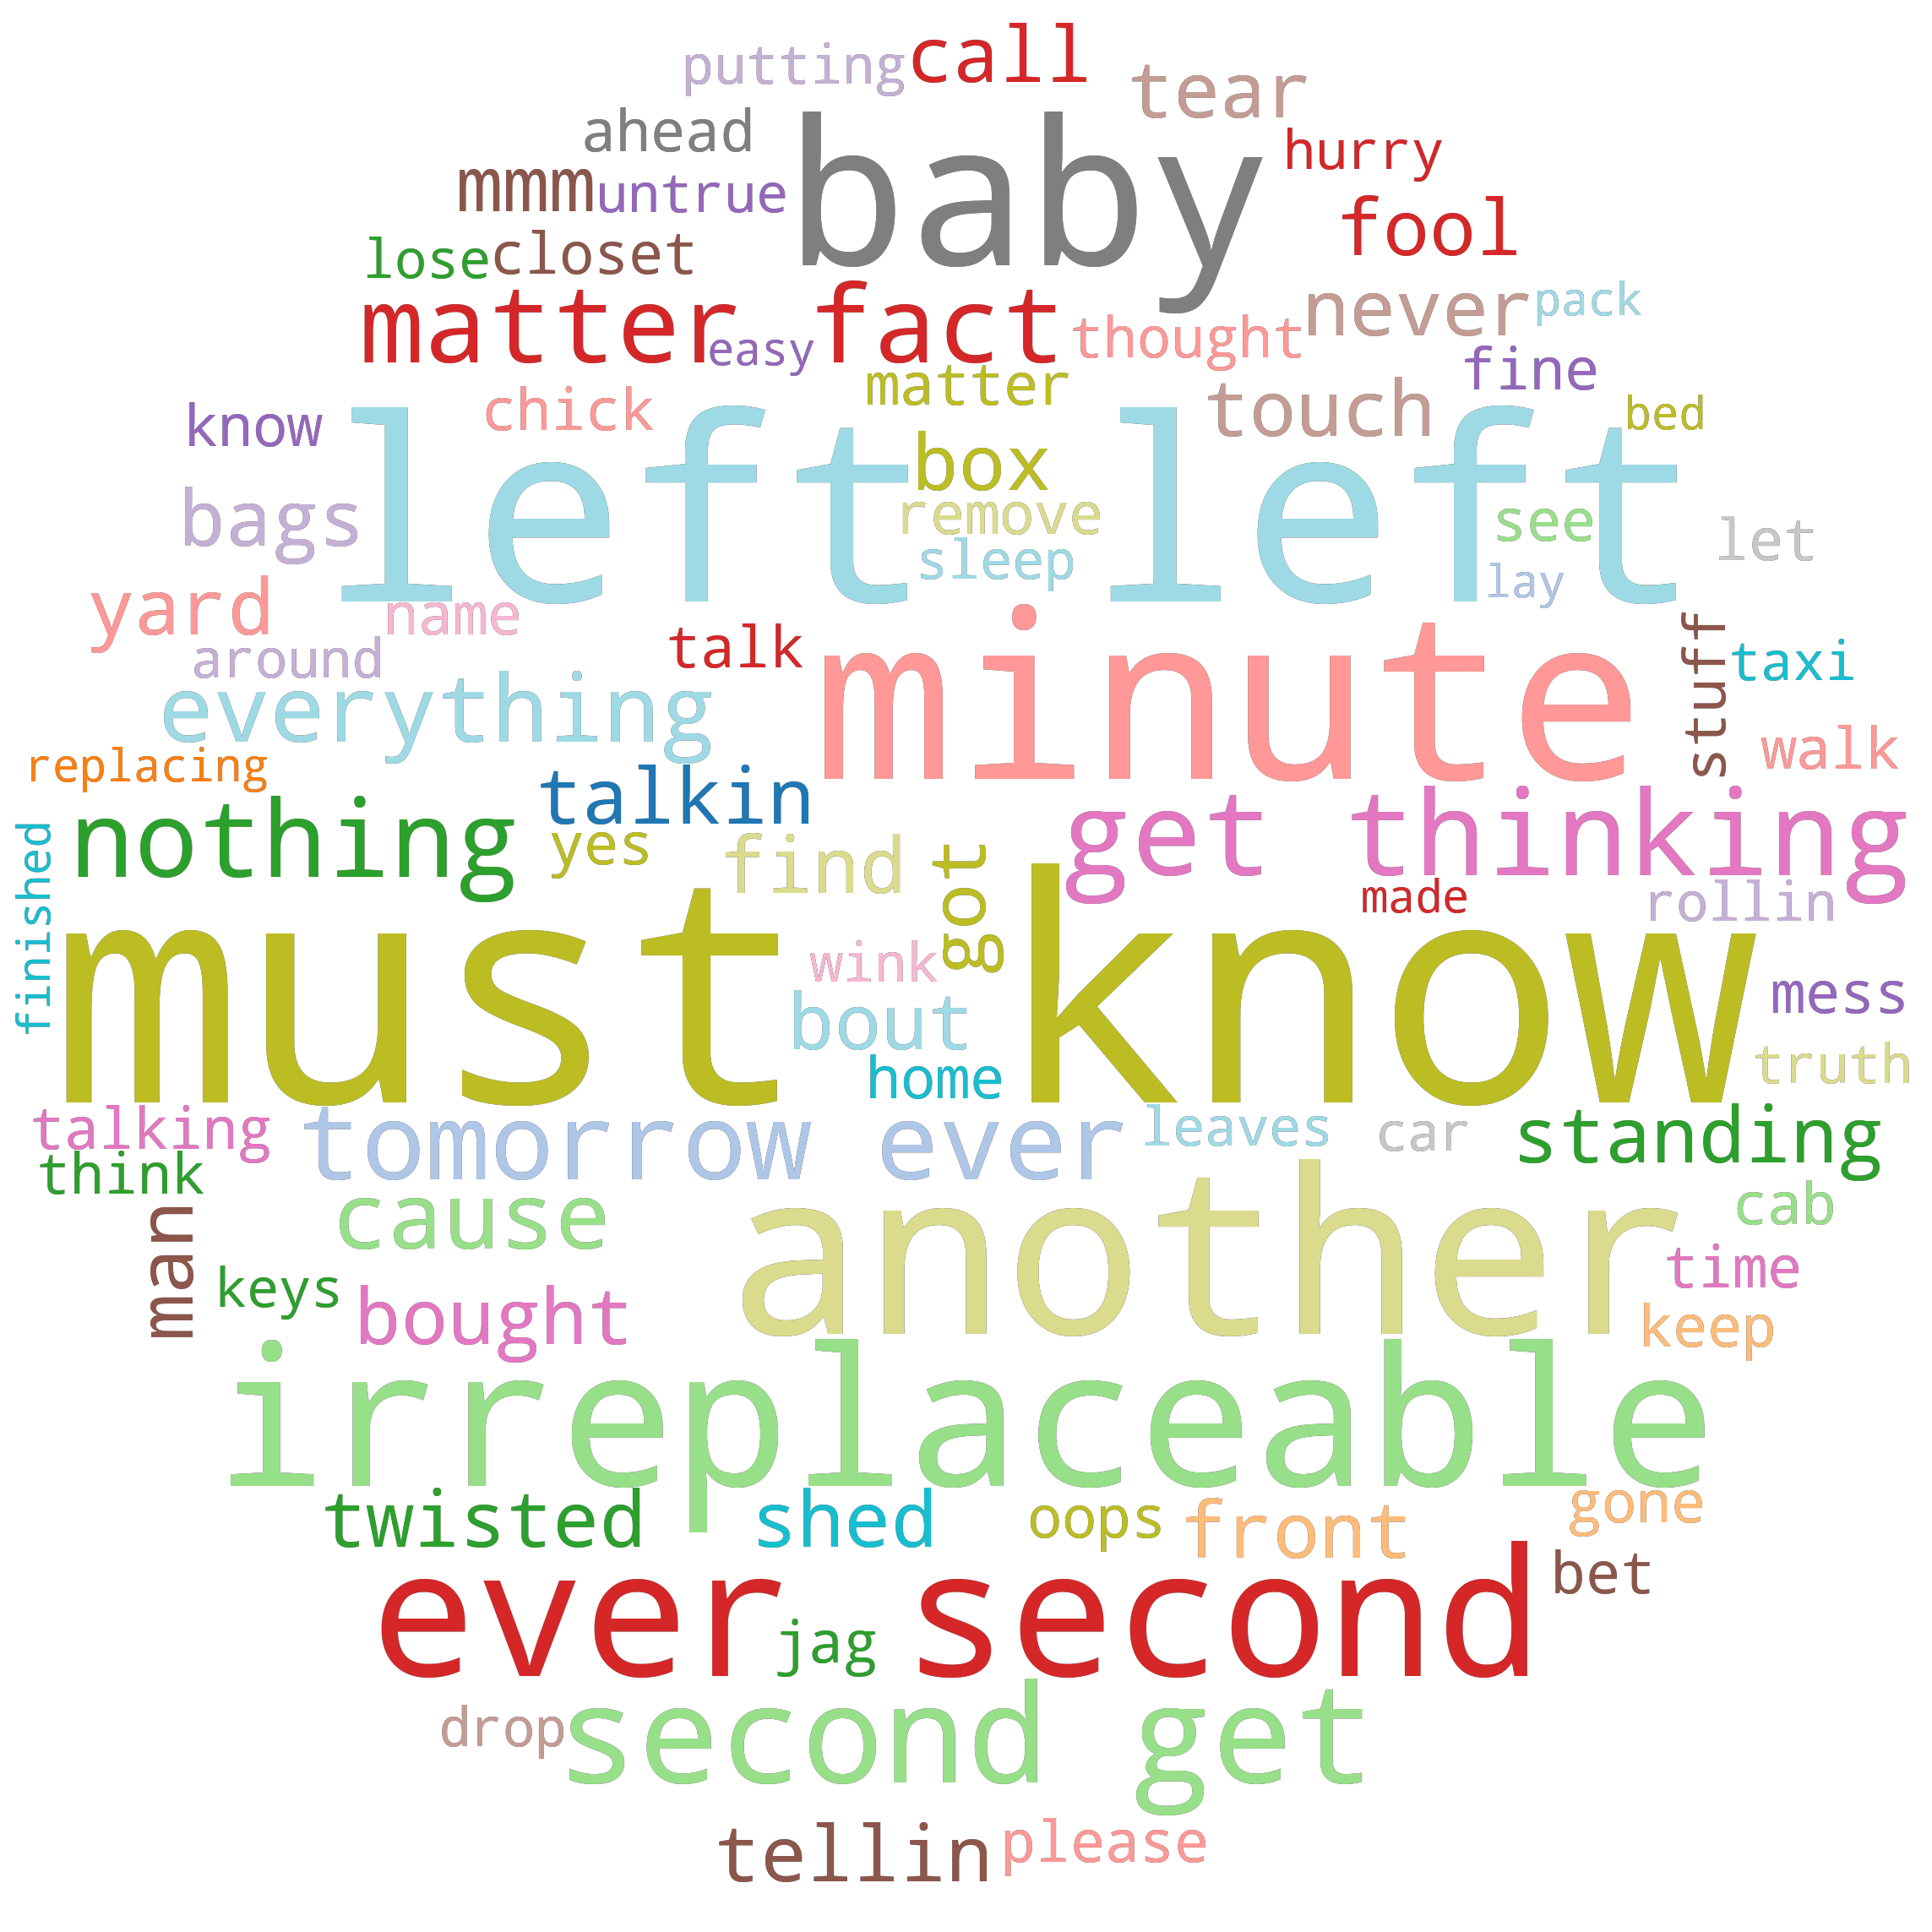 putting call
tear
ahead
baby
hurry
mmm untrue
fool
lose closet
matter fact
never pack
easy
thought
fine
chick
matter
touch
bed
know
left left
box
bags
remove
see
let
sleep
lay
yard
name
minute
stuff
around
talk
taxi
everything
walk
replacing
talkin
get thinking
nothing
yes
find
got
made
rollin
finished
must know
wink
mess
bout
home
truth
talking
tomorrow ever
leaves
car
standing
think
man
cause
another
cab
keys
time
bought
keep
irreplaceable
twisted
shed
oops
front
gone
ever second
bet
jag
drop
second get
tellin
please